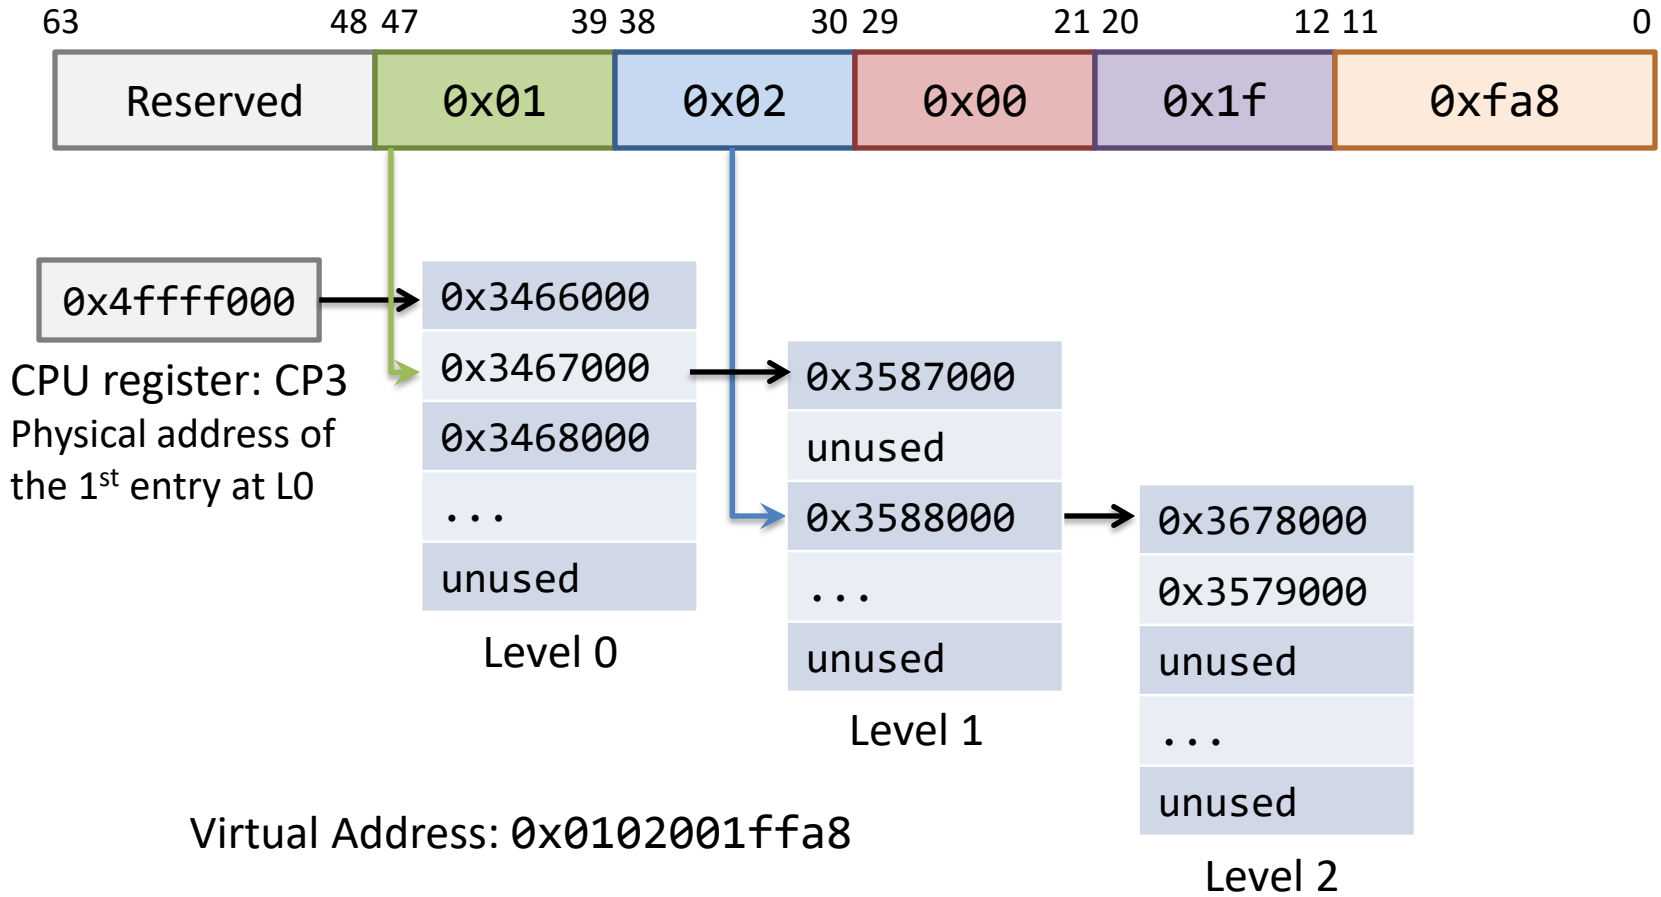 63 48 47 39 38 30 29 21 20 12 11 0
Reserved 0x01 0x02 0x00 0x1f 0xfa8
0x4ffff000
CPU register: CP3
Physical address of
the 1st entry at L0
0x3466000
0x3467000
0x3468000
...
unused
Level 0
0x3587000
unused
0x3588000
...
unused
Level 1
0x3678000
0x3579000
unused
...
unused
Level 2
Virtual Address: 0x0102001ffa8